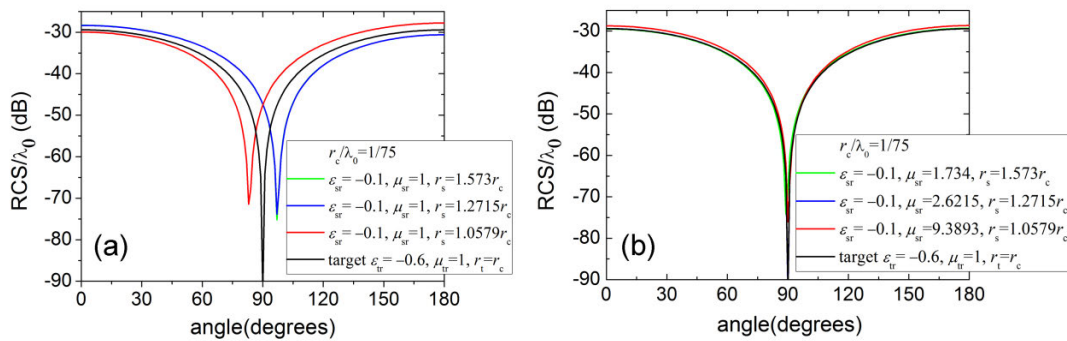 RCS/λ0 (dB)
-30
-40
-50
-60
-70
-80
-90
0 30 60 90 120 150 180
angle(degrees)
(a)
rc/λ0=1/75
εsr= −0.1, μsr=1, rs=1.573rc
εsr= −0.1, μsr=1, rs=1.2715rc
εsr= −0.1, μsr=1, rs=1.0579rc
target εtr= −0.6, μtr=1, rt=rc
RCS/λ0 (dB)
-30
-40
-50
-60
-70
-80
-90
0 30 60 90 120 150 180
angle(degrees)
(b)
rc/λ0=1/75
εsr= −0.1, μsr=1.734, rs=1.573rc
εsr= −0.1, μsr=2.6215, rs=1.2715rc
εsr= −0.1, μsr=9.3893, rs=1.0579rc
target εtr= −0.6, μtr=1, rt=rc